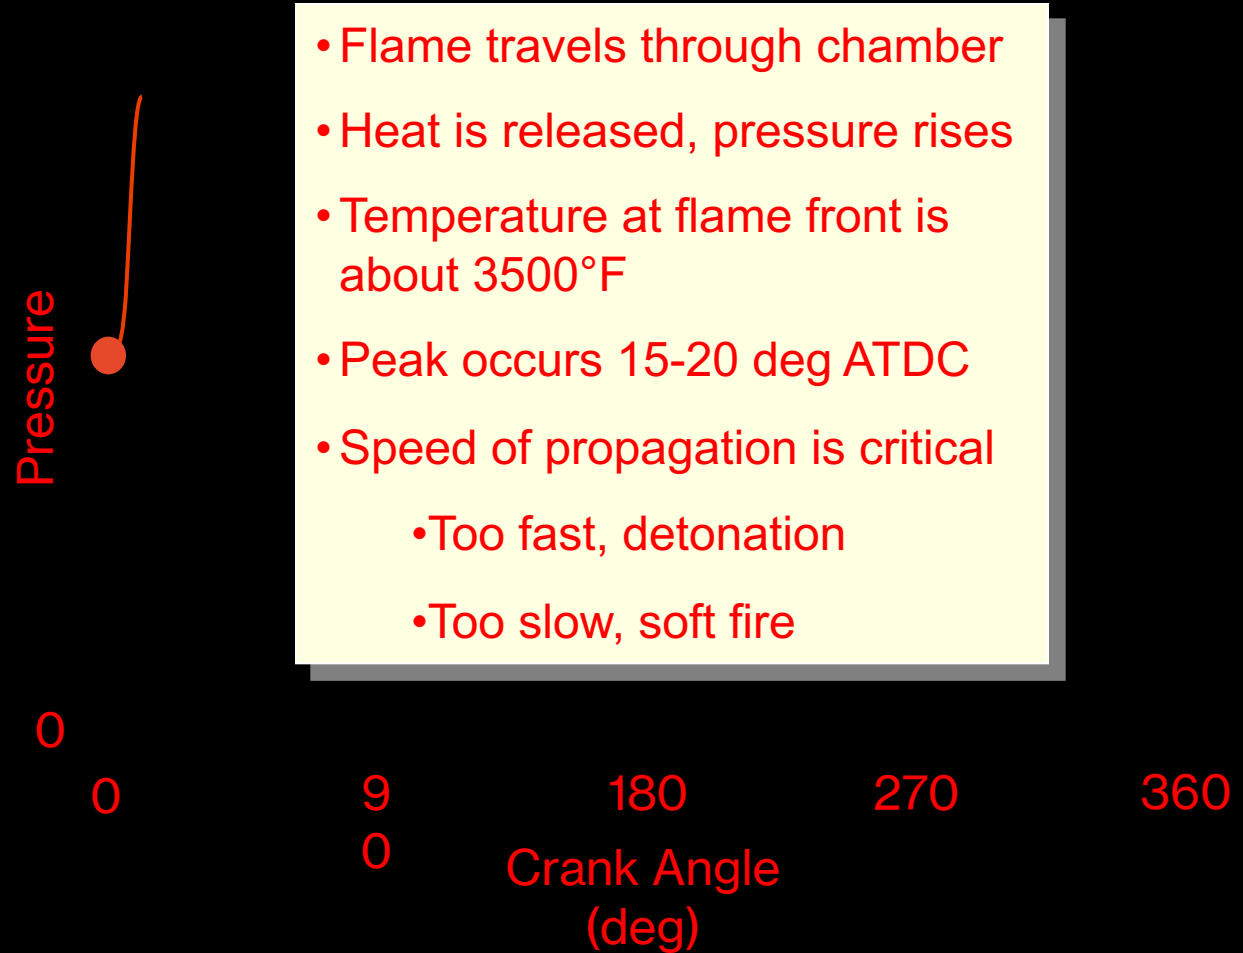 • Flame travels through chamber
• Heat is released, pressure rises
• Temperature at flame front is
about 3500°F
• Peak occurs 15-20 deg ATDC
• Speed of propagation is critical
•Too fast, detonation
•Too slow, soft fire
Pressure
0
0 9 180 270 360
0
Crank Angle
(deg)